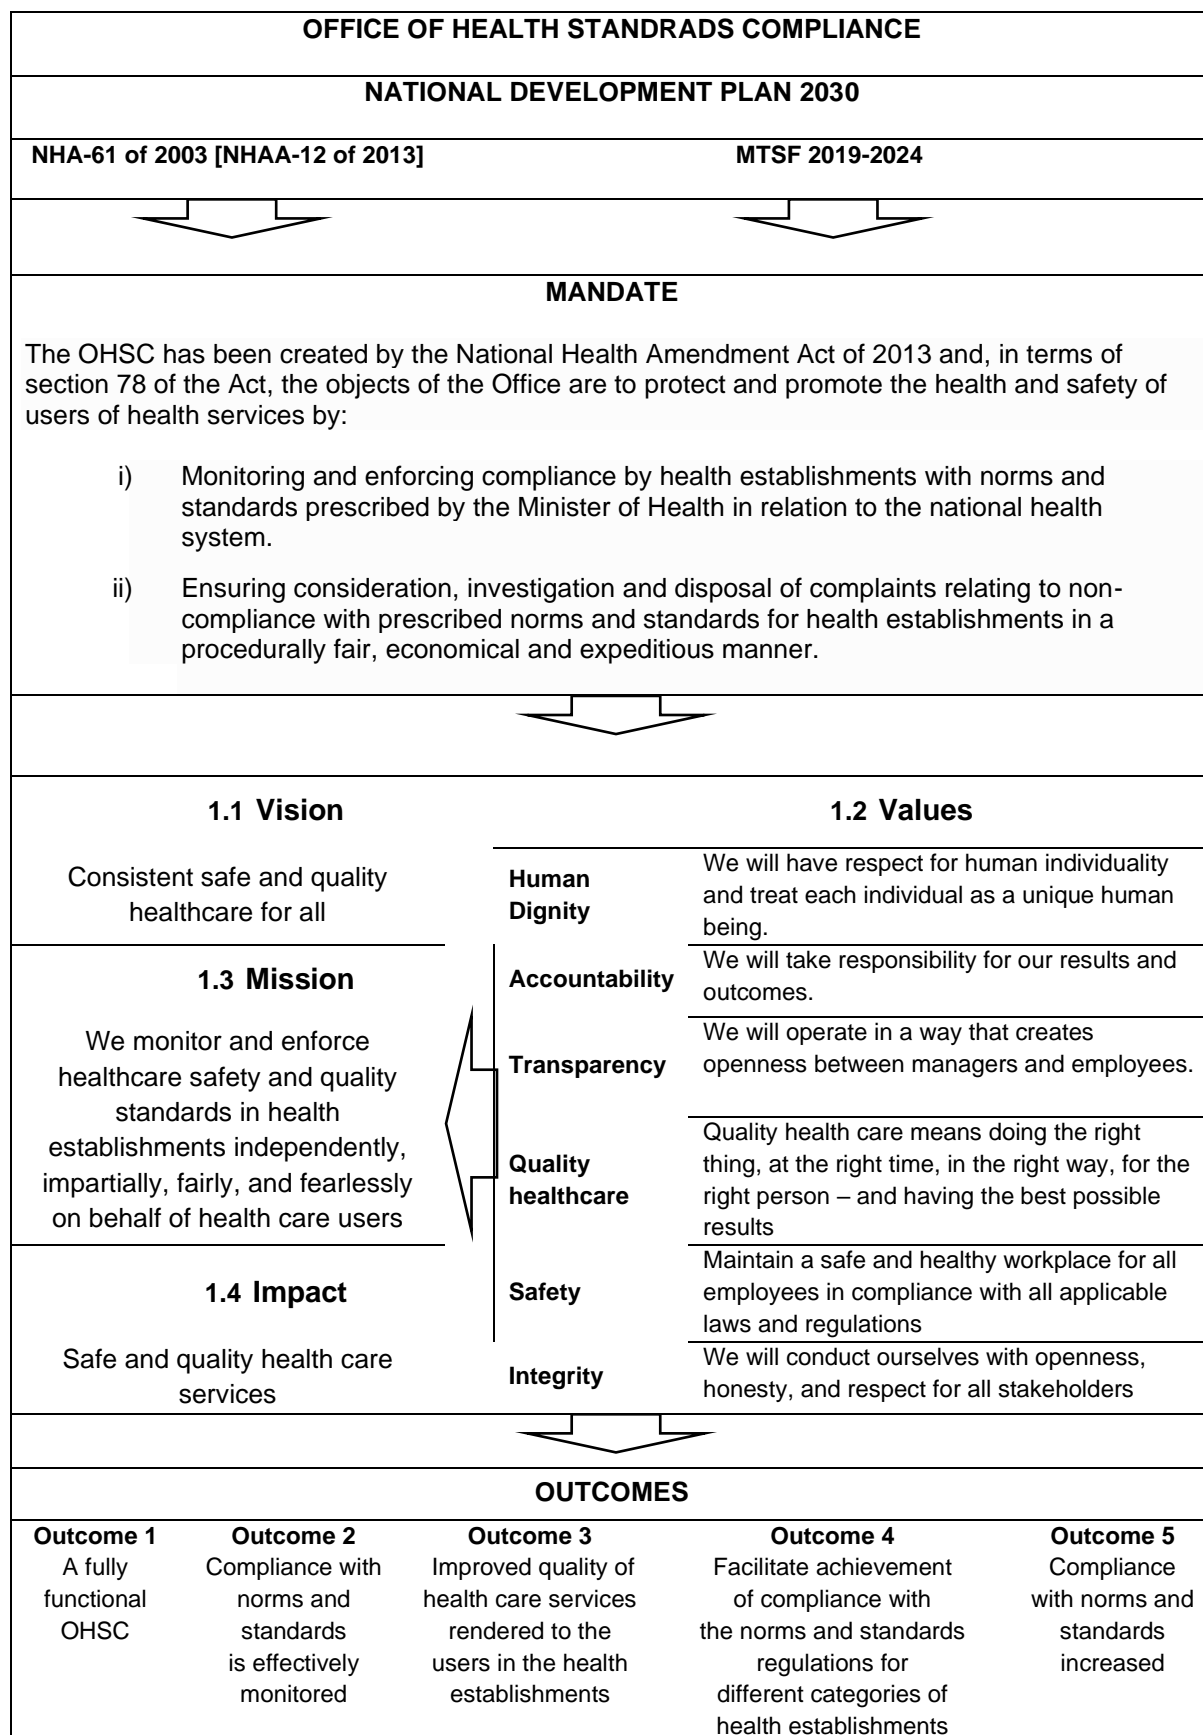 OFFICE OF HEALTH STANDRADS COMPLIANCE
NATIONAL DEVELOPMENT PLAN 2030
NHA-61 of 2003 [NHAA-12 of 2013]
MTSF 2019-2024
MANDATE
The OHSC has been created by the National Health Amendment Act of 2013 and, in terms of
section 78 of the Act, the objects of the Office are to protect and promote the health and safety of
users of health services by:
i) Monitoring and enforcing compliance by health establishments with norms and
standards prescribed by the Minister of Health in relation to the national health
system.
ii) Ensuring consideration, investigation and disposal of complaints relating to non-
compliance with prescribed norms and standards for health establishments in a
procedurally fair, economical and expeditious manner.
1.1 Vision
Consistent safe and quality
healthcare for all
1.3 Mission
We monitor and enforce
healthcare safety and quality
standards in health
establishments independently,
impartially, fairly, and fearlessly
on behalf of health care users
1.4 Impact
Safe and quality health care
services
1.2 Values
Human
Dignity
We will have respect for human individuality
and treat each individual as a unique human
being.
Accountability
We will take responsibility for our results and
outcomes.
Transparency
We will operate in a way that creates
openness between managers and employees.
Quality
healthcare
Quality health care means doing the right
thing, at the right time, in the right way, for the
right person – and having the best possible
results
Safety
Maintain a safe and healthy workplace for all
employees in compliance with all applicable
laws and regulations
Integrity
We will conduct ourselves with openness,
honesty, and respect for all stakeholders
OUTCOMES
Outcome 1
A fully
functional
OHSC
Outcome 2
Compliance with
norms and
standards
is effectively
monitored
Outcome 3
Improved quality of
health care services
rendered to the
users in the health
establishments
Outcome 4
Facilitate achievement
of compliance with
the norms and standards
regulations for
different categories of
health establishments
Outcome 5
Compliance
with norms and
standards
increased